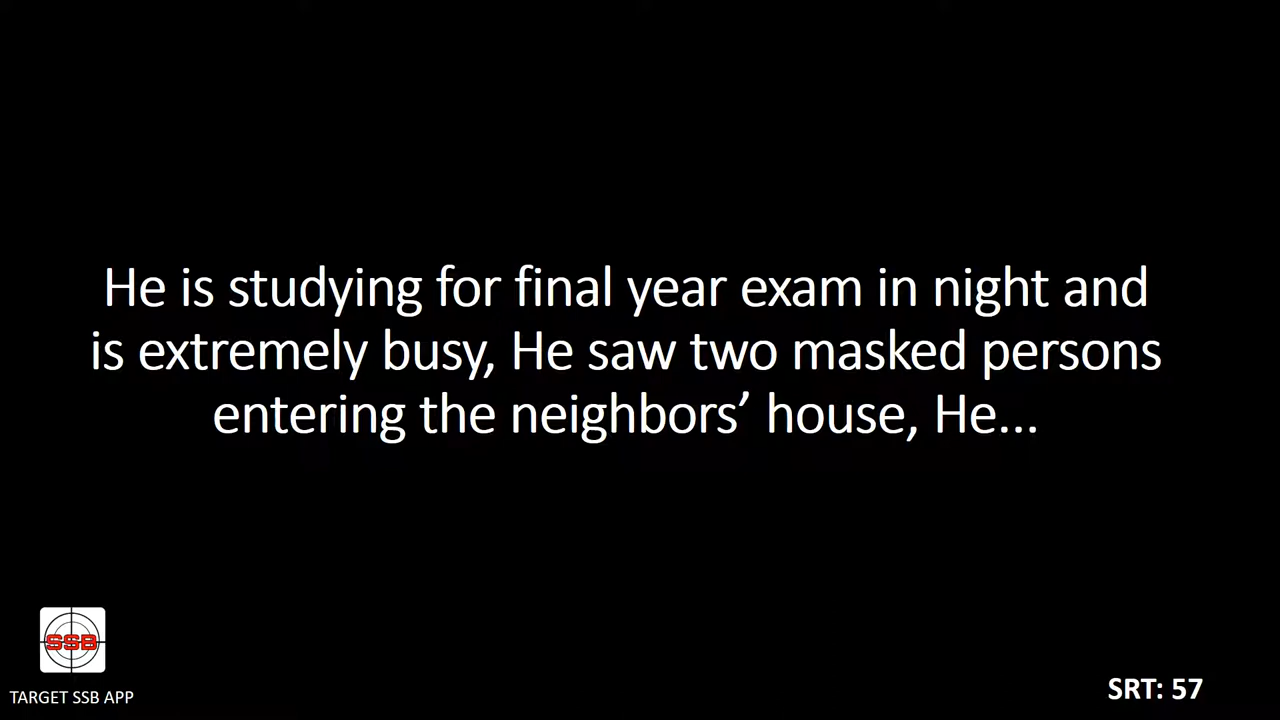 He is studying for final year exam in night and
is extremely busy, He saw two masked persons
entering the neighbors’ house, He...
SSB
TARGET SSB APP
SRT: 57